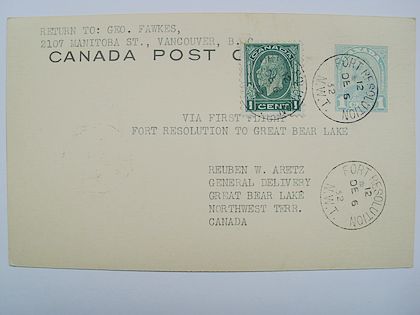 RETURN TO: GEO. FAWKES,
2107 MANITOBA ST., VANCOUVER, B.C.
CANADA POST C
CANADA
1 CENT 1
VIA FIRST FLIGHT
FORT RESOLUTION TO GREAT BEAR LAKE
REUBEN W. ARETZ
GENERAL DELIVERY
GREAT BEAR LAKE
NORTHWEST TERR.
CANADA
FORT RESOLUTION
12
DE 6
32
N.W.T.
FORT RESOLUTION
12
DE 6
32
N.W.T.